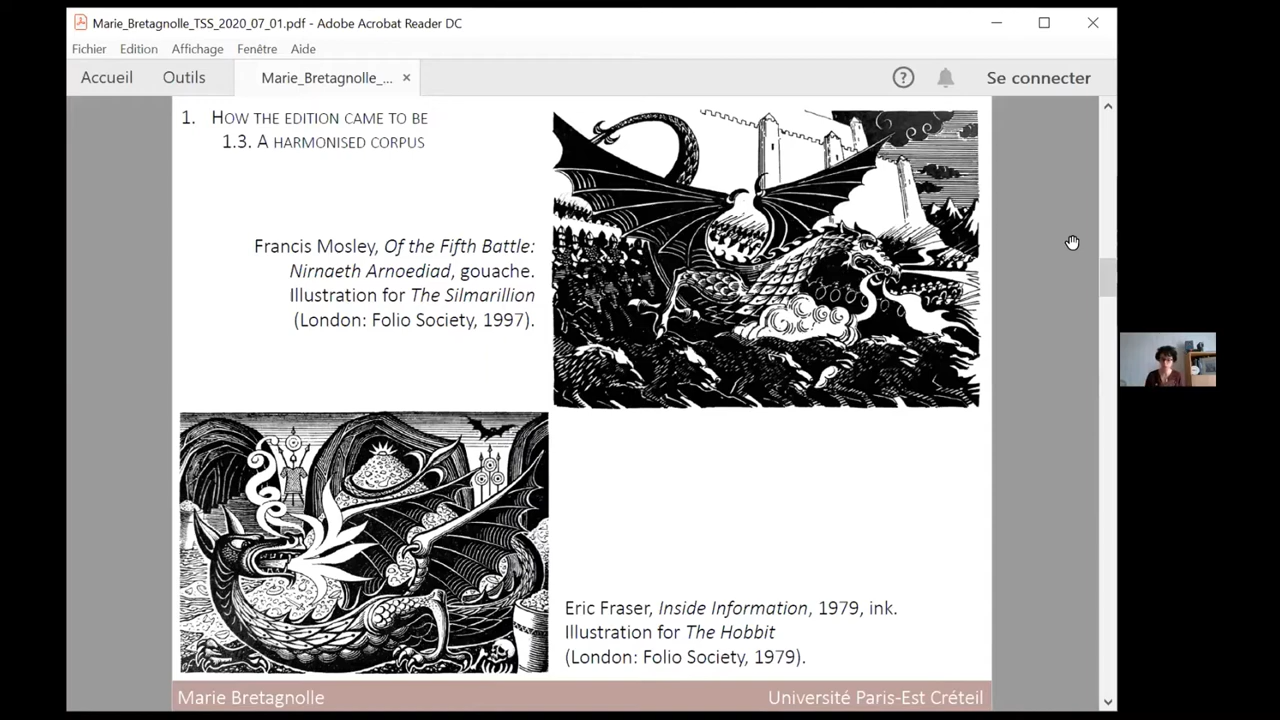 Marie_Bretagnolle_TSS_2020_07_01.pdf - Adobe Acrobat Reader DC
Fichier Edition Affichage Fenêtre Aide
Accueil Outils Marie_Bretagnolle_... × ? Se connecter
1. HOW THE EDITION CAME TO BE
1.3. A HARMONISED CORPUS
Francis Mosley, Of the Fifth Battle:
Nirnaeth Arnoediad, gouache.
Illustration for The Silmarillion
(London: Folio Society, 1997).
Eric Fraser, Inside Information, 1979, ink.
Illustration for The Hobbit
(London: Folio Society, 1979).
Marie Bretagnolle Université Paris-Est Créteil